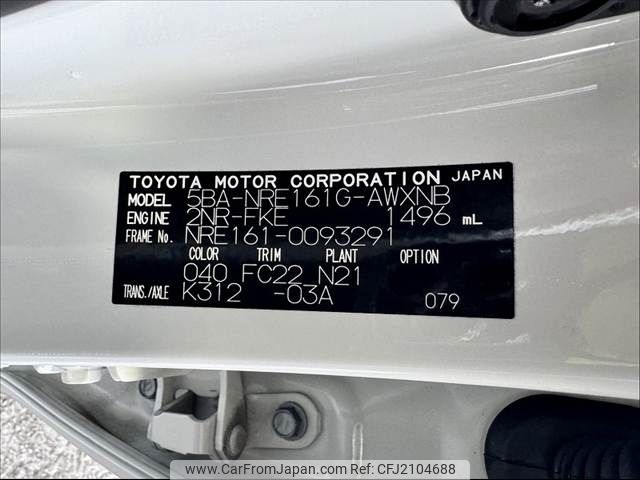 TOYOTA MOTOR CORPORATION JAPAN
MODEL 5BA-NRE161G-AWXNB
ENGINE 2NR-FKE 1496 mL
FRAME No. NRE161-0093291
COLOR TRIM PLANT OPTION
040 FC22 N21
TRANS./AXLE K312 -03A 079
www.CarFromJapan.com ref:CFJ2104688